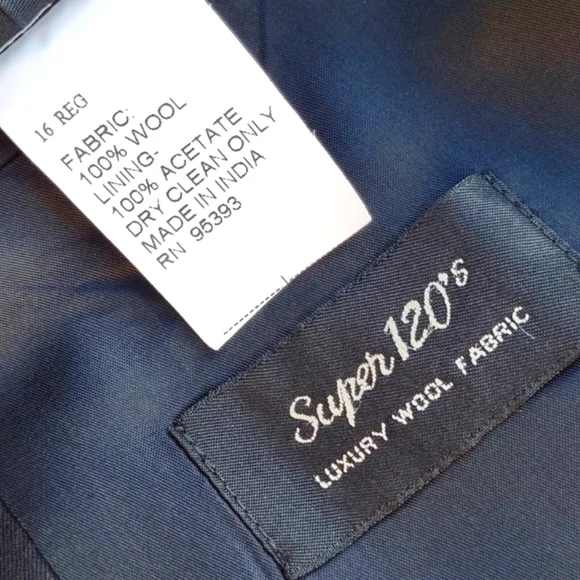 16 REG
FABRIC:
100% WOOL
LINING-
100% ACETATE
DRY CLEAN ONLY
MADE IN INDIA
RN 95393
Super 120's
LUXURY WOOL FABRIC